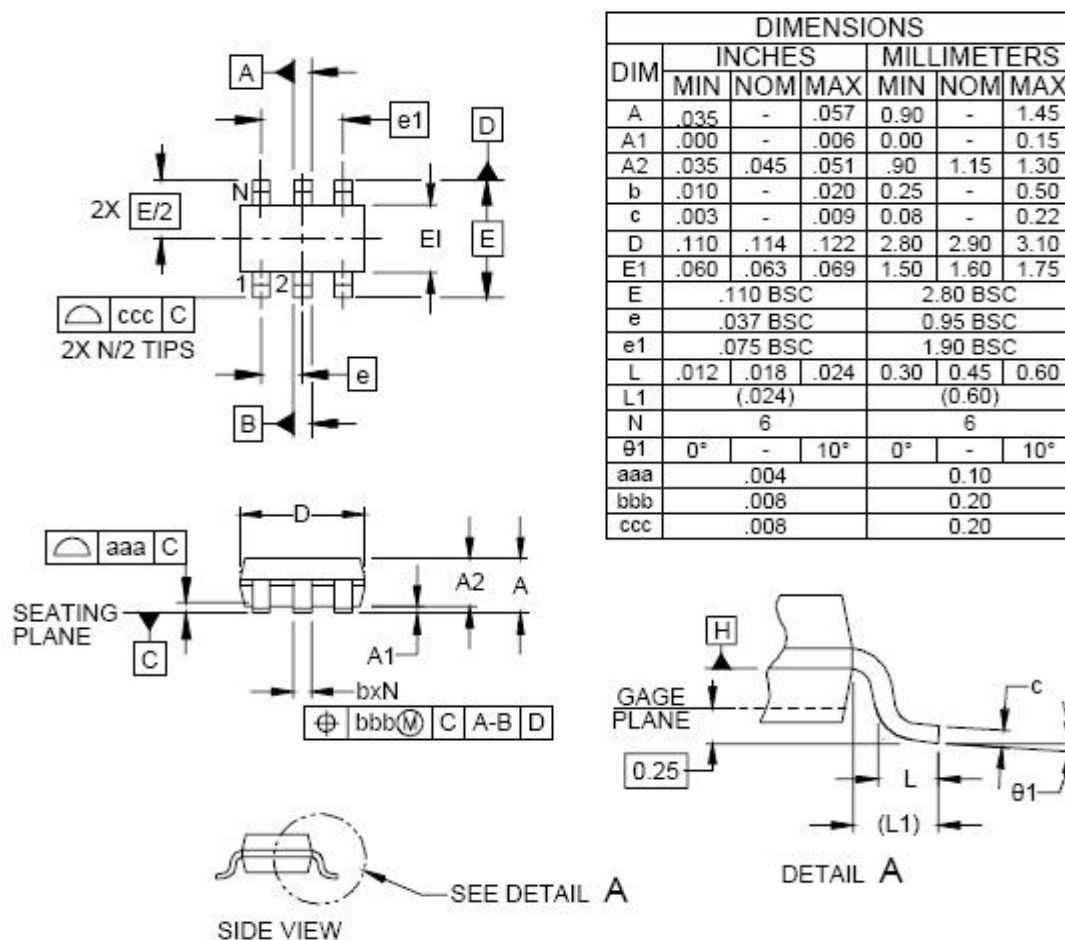 A
e1
D
N
2X E/2
EI
E
1 2
ccc C
2X N/2 TIPS
e
B
DIMENSIONS
DIM INCHES MILLIMETERS
MIN NOM MAX MIN NOM MAX
A .035 - .057 0.90 - 1.45
A1 .000 - .006 0.00 - 0.15
A2 .035 .045 .051 .90 1.15 1.30
b .010 - .020 0.25 - 0.50
c .003 - .009 0.08 - 0.22
D .110 .114 .122 2.80 2.90 3.10
E1 .060 .063 .069 1.50 1.60 1.75
E .110 BSC 2.80 BSC
e .037 BSC 0.95 BSC
e1 .075 BSC 1.90 BSC
L .012 .018 .024 0.30 0.45 0.60
L1 (.024) (0.60)
N 6 6
θ1 0° - 10° 0° - 10°
aaa .004 0.10
bbb .008 0.20
ccc .008 0.20
D
aaa C
A2 A
SEATING
PLANE
C
A1
bxN
⌖ bbbⓂ C A-B D
H
GAGE
PLANE
c
0.25
L
θ1
(L1)
DETAIL A
SEE DETAIL A
SIDE VIEW